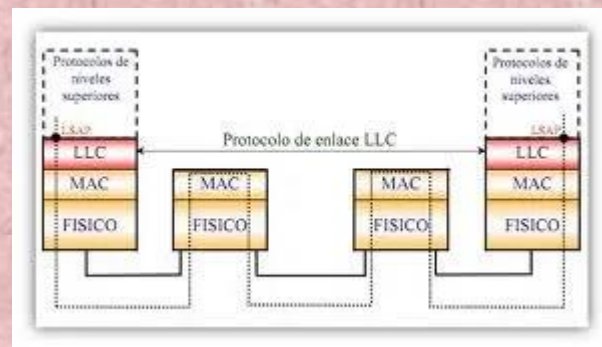 Protocolos de
niveles
superiores
Protocolos de
niveles
superiores
LSAP
LSAP
Protocolo de enlace LLC
LLC
LLC
MAC
MAC
MAC
MAC
FISICO
FISICO
FISICO
FISICO